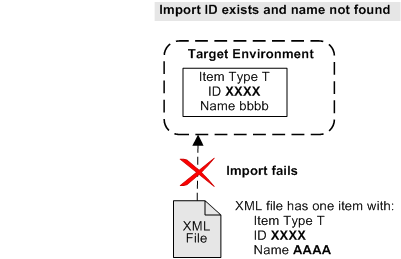 Import ID exists and name not found
Target Environment
Item Type T
ID XXXX
Name bbbb
Import fails
XML
File
XML file has one item with:
Item Type T
ID XXXX
Name AAAA